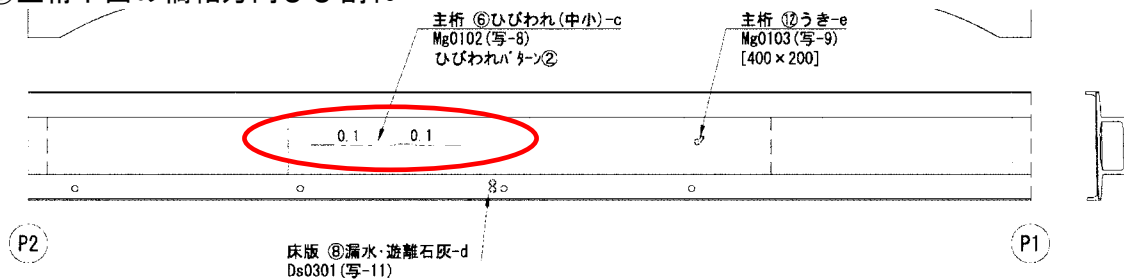 主桁 ⑥ひびわれ(中小)-c
Mg0102(写-8)
ひびわれパターン②
主桁 ⑫うき-e
Mg0103(写-9)
[400×200]
0.1 0.1
P2
P1
床版 ⑧漏水・遊離石灰-d
Ds0301(写-11)